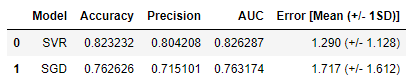 Model Accuracy Precision AUC Error [Mean (+/- 1SD)]
0 SVR 0.823232 0.804208 0.826287 1.290 (+/- 1.128)
1 SGD 0.762626 0.715101 0.763174 1.717 (+/- 1.612)